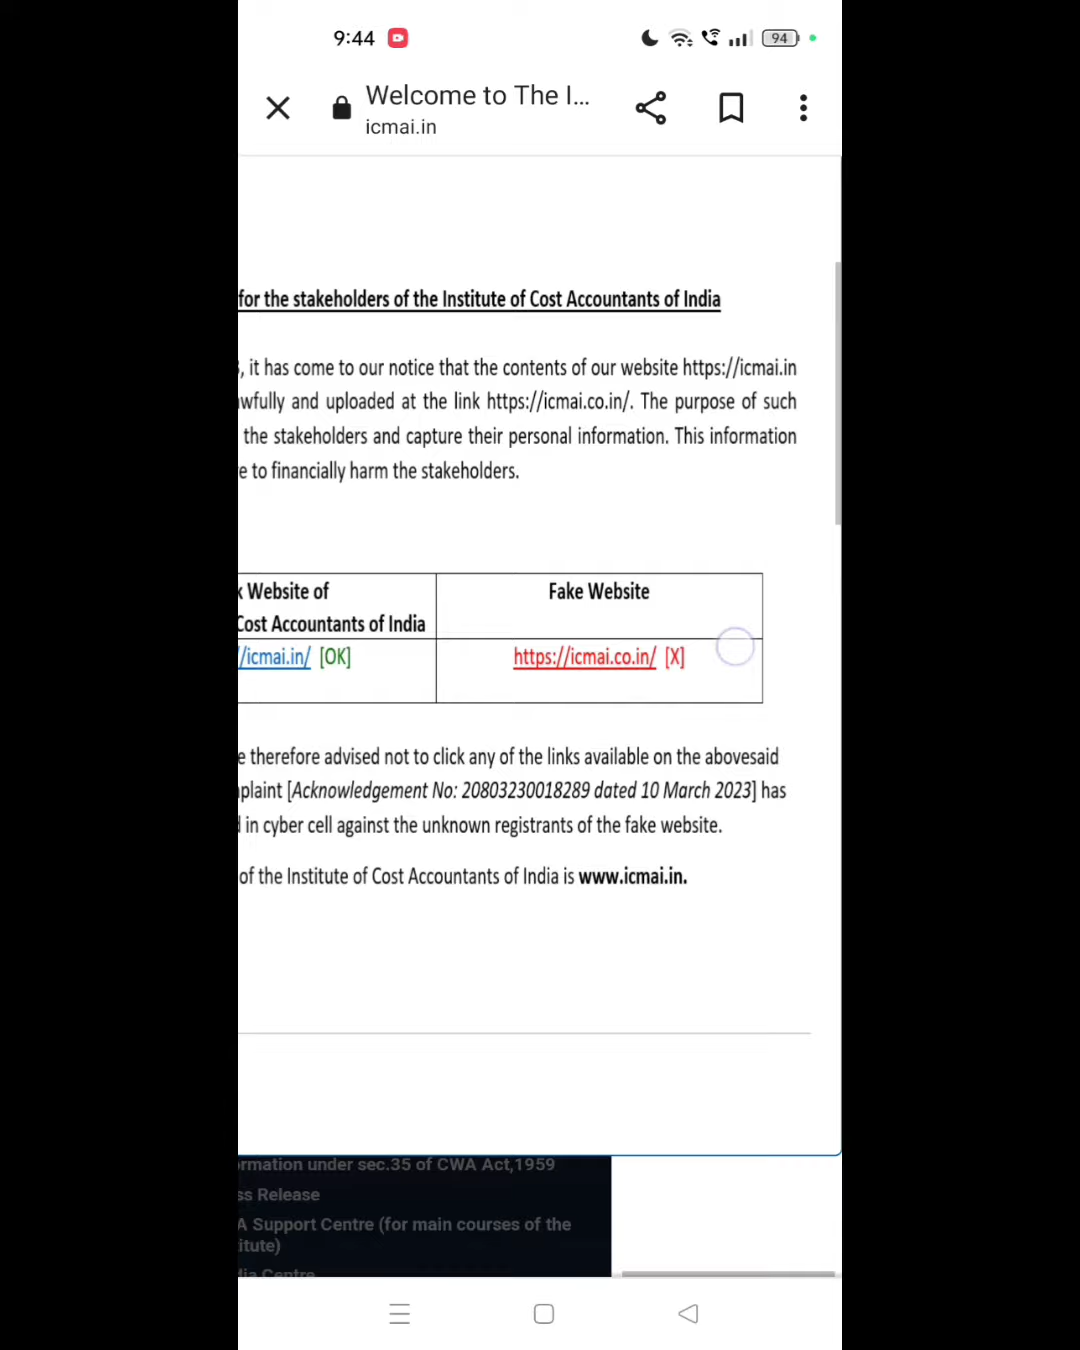 9:44
94
Welcome to The I...
icmai.in
for the stakeholders of the Institute of Cost Accountants of India
, it has come to our notice that the contents of our website https://icmai.in
wfully and uploaded at the link https://icmai.co.in/. The purpose of such
the stakeholders and capture their personal information. This information
e to financially harm the stakeholders.
k Website of
Cost Accountants of India
Fake Website
/icmai.in/ [OK]
https://icmai.co.in/ [X]
e therefore advised not to click any of the links available on the abovesaid
plaint [Acknowledgement No: 20803230018289 dated 10 March 2023] has
d in cyber cell against the unknown registrants of the fake website.
of the Institute of Cost Accountants of India is www.icmai.in.
rmation under sec.35 of CWA Act,1959
ss Release
A Support Centre (for main courses of the
itute)
dia Centre